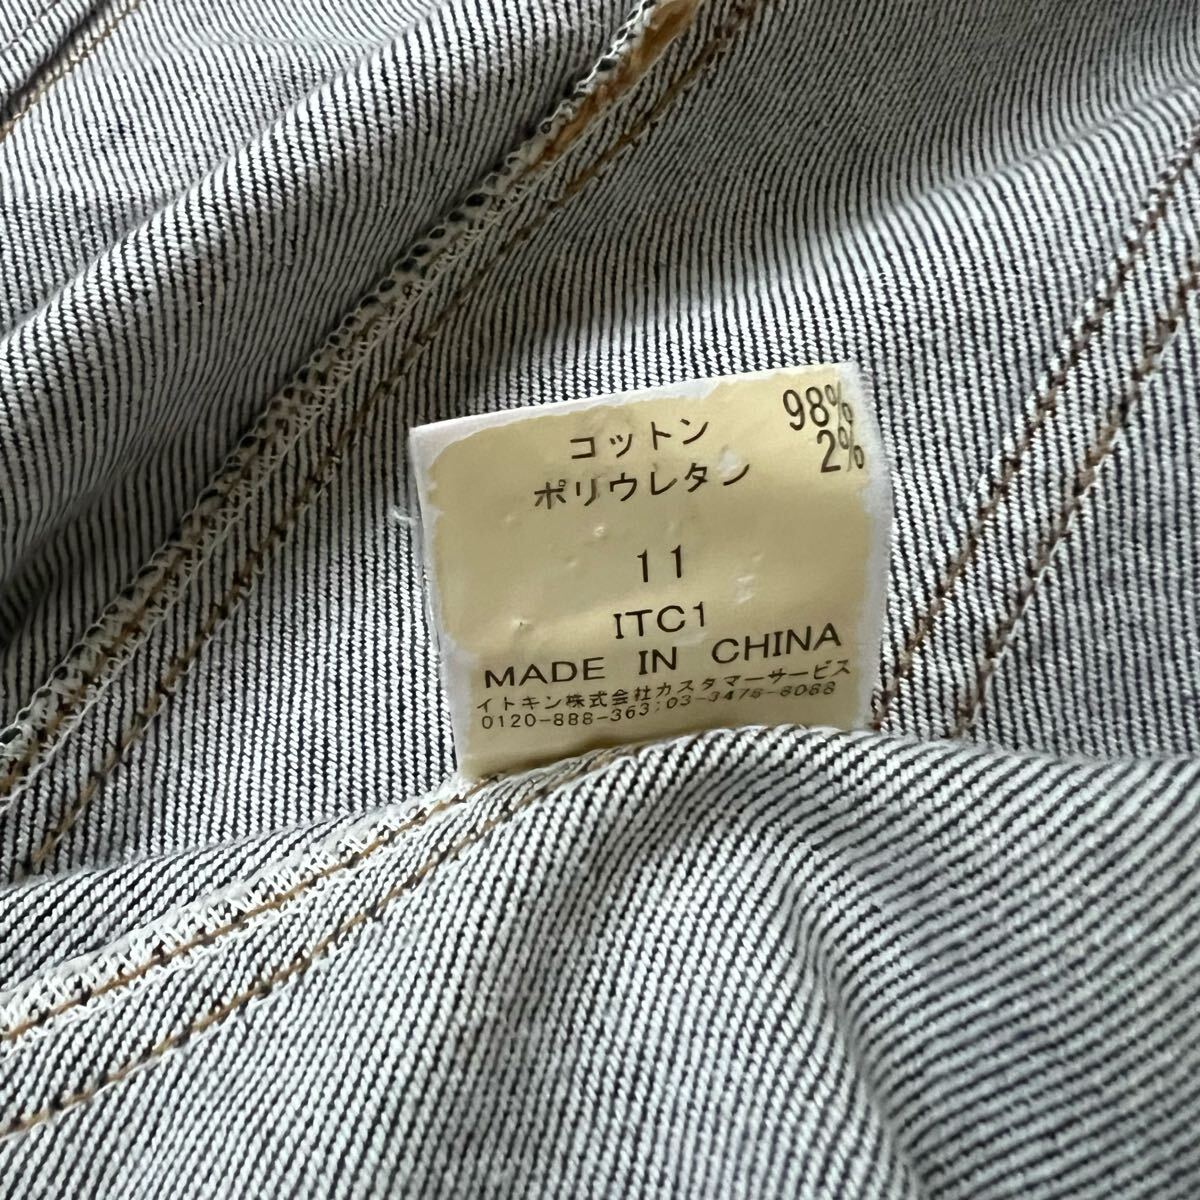 コットン 98%
ポリウレタン 2%
11
ITC1
MADE IN CHINA
イトキン株式会社カスタマーサービス
0120-888-363;03-3478-8088